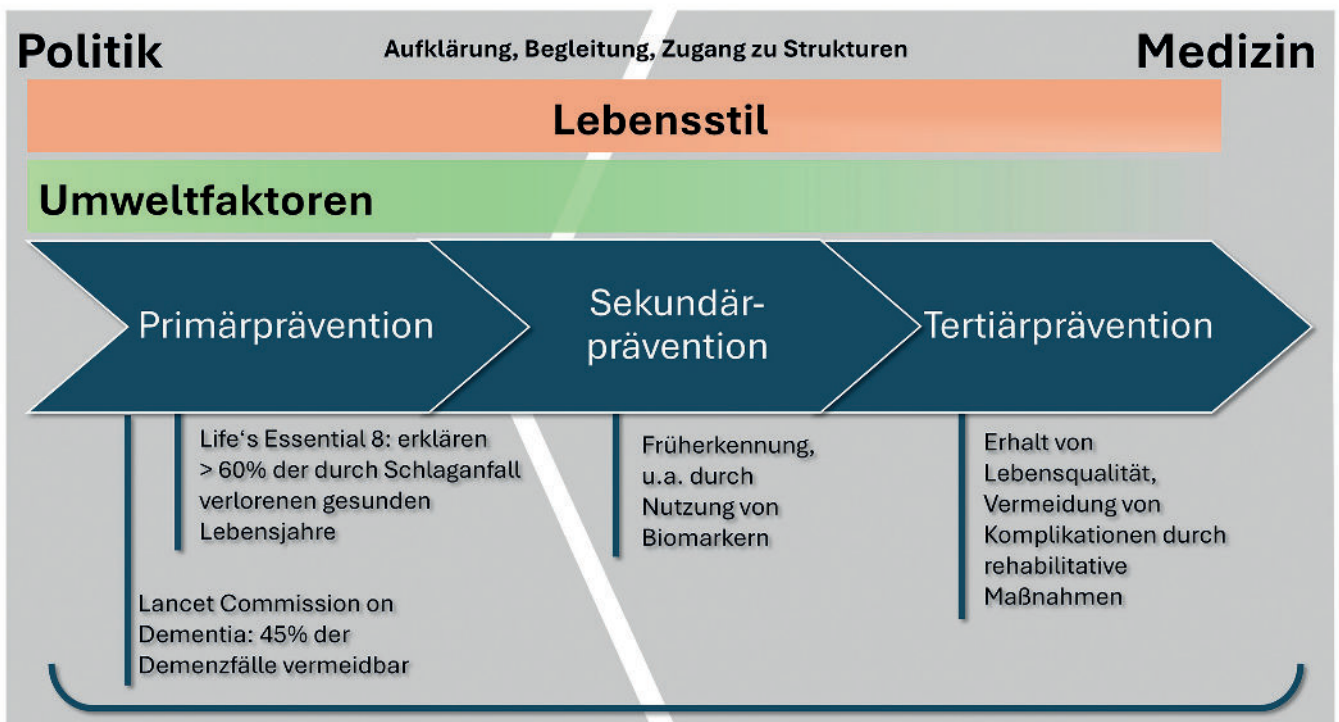 Politik
Aufklärung, Begleitung, Zugang zu Strukturen
Medizin
Lebensstil
Umweltfaktoren
Primärprävention
Sekundär-
prävention
Tertiärprävention
Life‘s Essential 8: erklären
> 60% der durch Schlaganfall
verlorenen gesunden
Lebensjahre
Lancet Commission on
Dementia: 45% der
Demenzfälle vermeidbar
Früherkennung,
u.a. durch
Nutzung von
Biomarkern
Erhalt von
Lebensqualität,
Vermeidung von
Komplikationen durch
rehabilitative
Maßnahmen